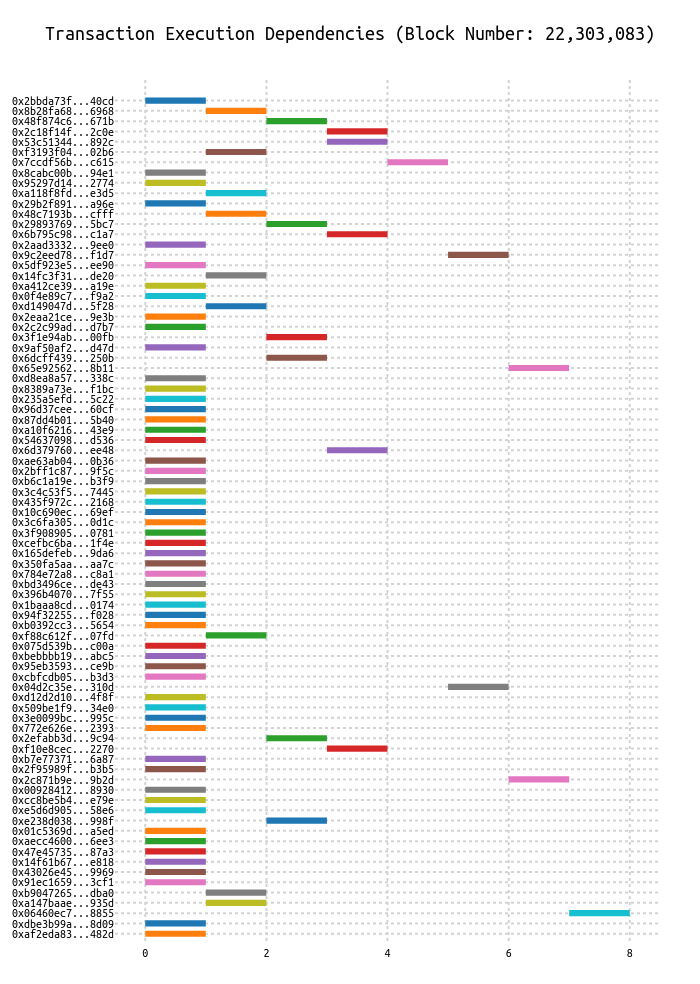 Transaction Execution Dependencies (Block Number: 22,303,083)
0x2bbda73f...40cd
0x8b28fa68...6968
0x48f874c6...671b
0x2c18f14f...2c0e
0x53c51344...892c
0xf3193f04...02b6
0x7ccdf56b...c615
0x8cabc00b...94e1
0x95297d14...2774
0xa118f8fd...e3d5
0x29b2f891...a96e
0x48c7193b...cfff
0x29893769...5bc7
0x6b795c98...c1a7
0x2aad3332...9ee0
0x9c2eed78...f1d7
0x5df923e5...ee90
0x14fc3f31...de20
0xa412ce39...a19e
0x0f4e89c7...f9a2
0xd149047d...5f28
0x2eaa21ce...9e3b
0x2c2c99ad...d7b7
0x3f1e94ab...00fb
0x9af50af2...d47d
0x6dcff439...250b
0x65e92562...8b11
0xd8ea8a57...338c
0x8389a73e...f1bc
0x235a5efd...5c22
0x96d37cee...60cf
0x87dd4b01...5b40
0xa10f6216...43e9
0x54637098...d536
0x6d379760...ee48
0xae63ab04...0b36
0x2bff1c87...9f5c
0xb6c1a19e...b3f9
0x3c4c53f5...7445
0x435f972c...2168
0x10c690ec...69ef
0x3c6fa305...0d1c
0x3f908905...0781
0xcefbc6ba...1f4e
0x165defeb...9da6
0x350fa5aa...aa7c
0x784e72a8...c8a1
0xbd3496ce...de43
0x396b4070...7f55
0x1baaa8cd...0174
0x94f32255...f028
0xb0392cc3...5654
0xf88c612f...07fd
0x075d539b...c00a
0xbebbbb19...abc5
0x95eb3593...ce9b
0xcbfcdb05...b3d3
0x04d2c35e...310d
0xd12d2d10...4f8f
0x509be1f9...34e0
0x3e0099bc...995c
0x772e626e...2393
0x2efabb3d...9c94
0xf10e8cec...2270
0xb7e77371...6a87
0x2f95989f...b3b5
0x2c871b9e...9b2d
0x00928412...8930
0xcc8be5b4...e79e
0xe5d6d905...58e6
0xe238d038...998f
0x01c5369d...a5ed
0xaecc4600...6ee3
0x47e45735...87a3
0x14f61b67...e818
0x43026e45...9969
0x91ec1659...3cf1
0xb9047265...dba0
0xa147baae...935d
0x06460ec7...8855
0xdbe3b99a...8d09
0xaf2eda83...482d
0 2 4 6 8